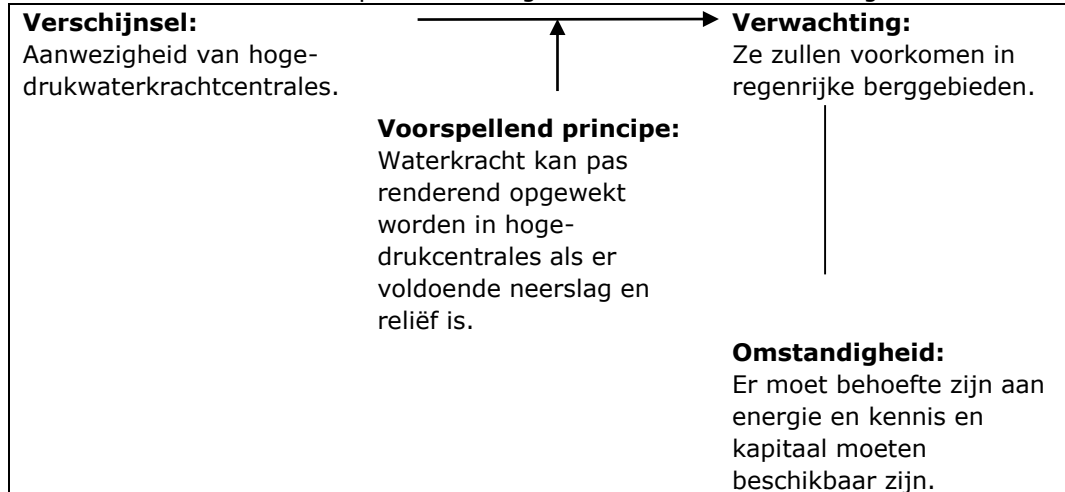 Verschijnsel:
Aanwezigheid van hoge-
drukwaterkrachtcentrales.
Verwachting:
Ze zullen voorkomen in
regenrijke berggebieden.
Voorspellend principe:
Waterkracht kan pas
renderend opgewekt
worden in hoge-
drukcentrales als er
voldoende neerslag en
reliëf is.
Omstandigheid:
Er moet behoefte zijn aan
energie en kennis en
kapitaal moeten
beschikbaar zijn.